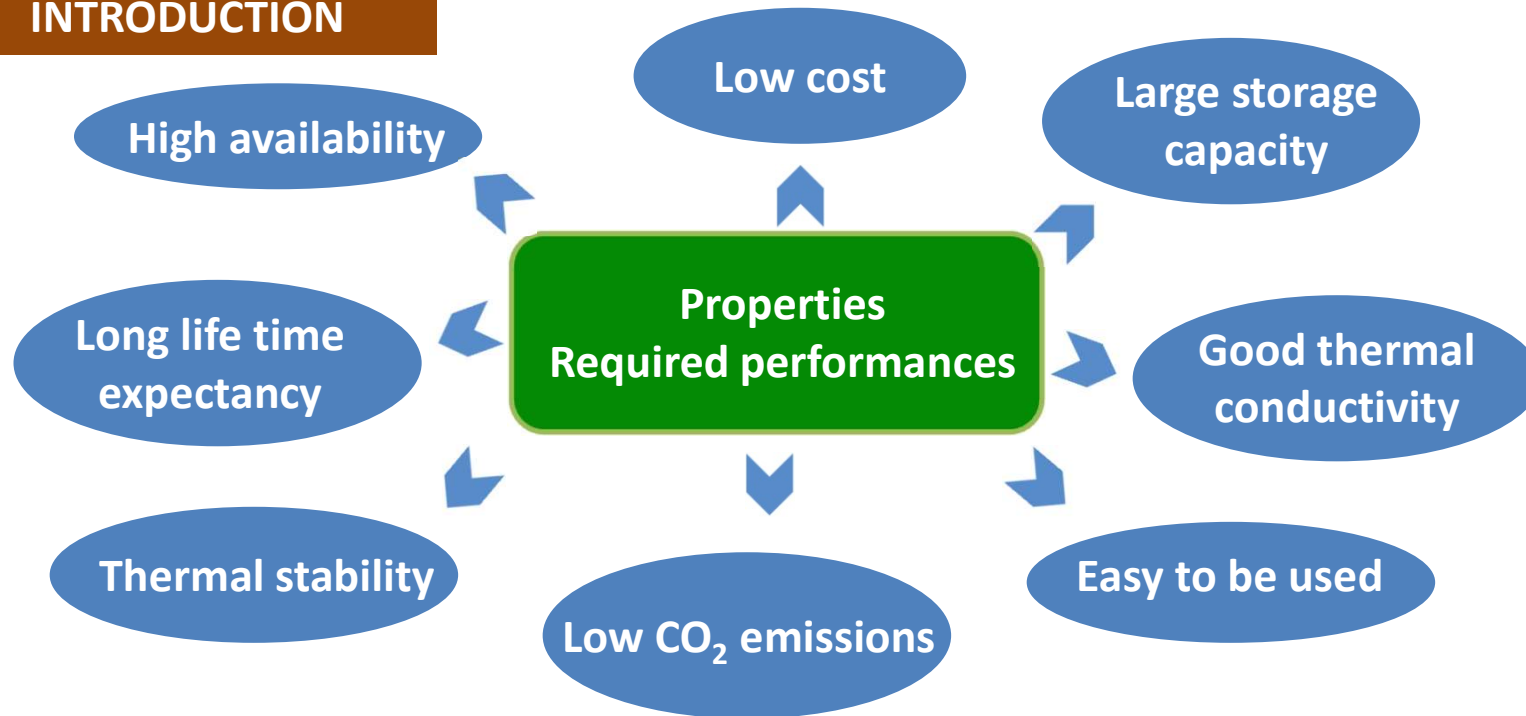 INTRODUCTION
Low cost
Large storage
capacity
High availability
Properties
Required performances
Long life time
expectancy
Good thermal
conductivity
Thermal stability
Low CO₂ emissions
Easy to be used